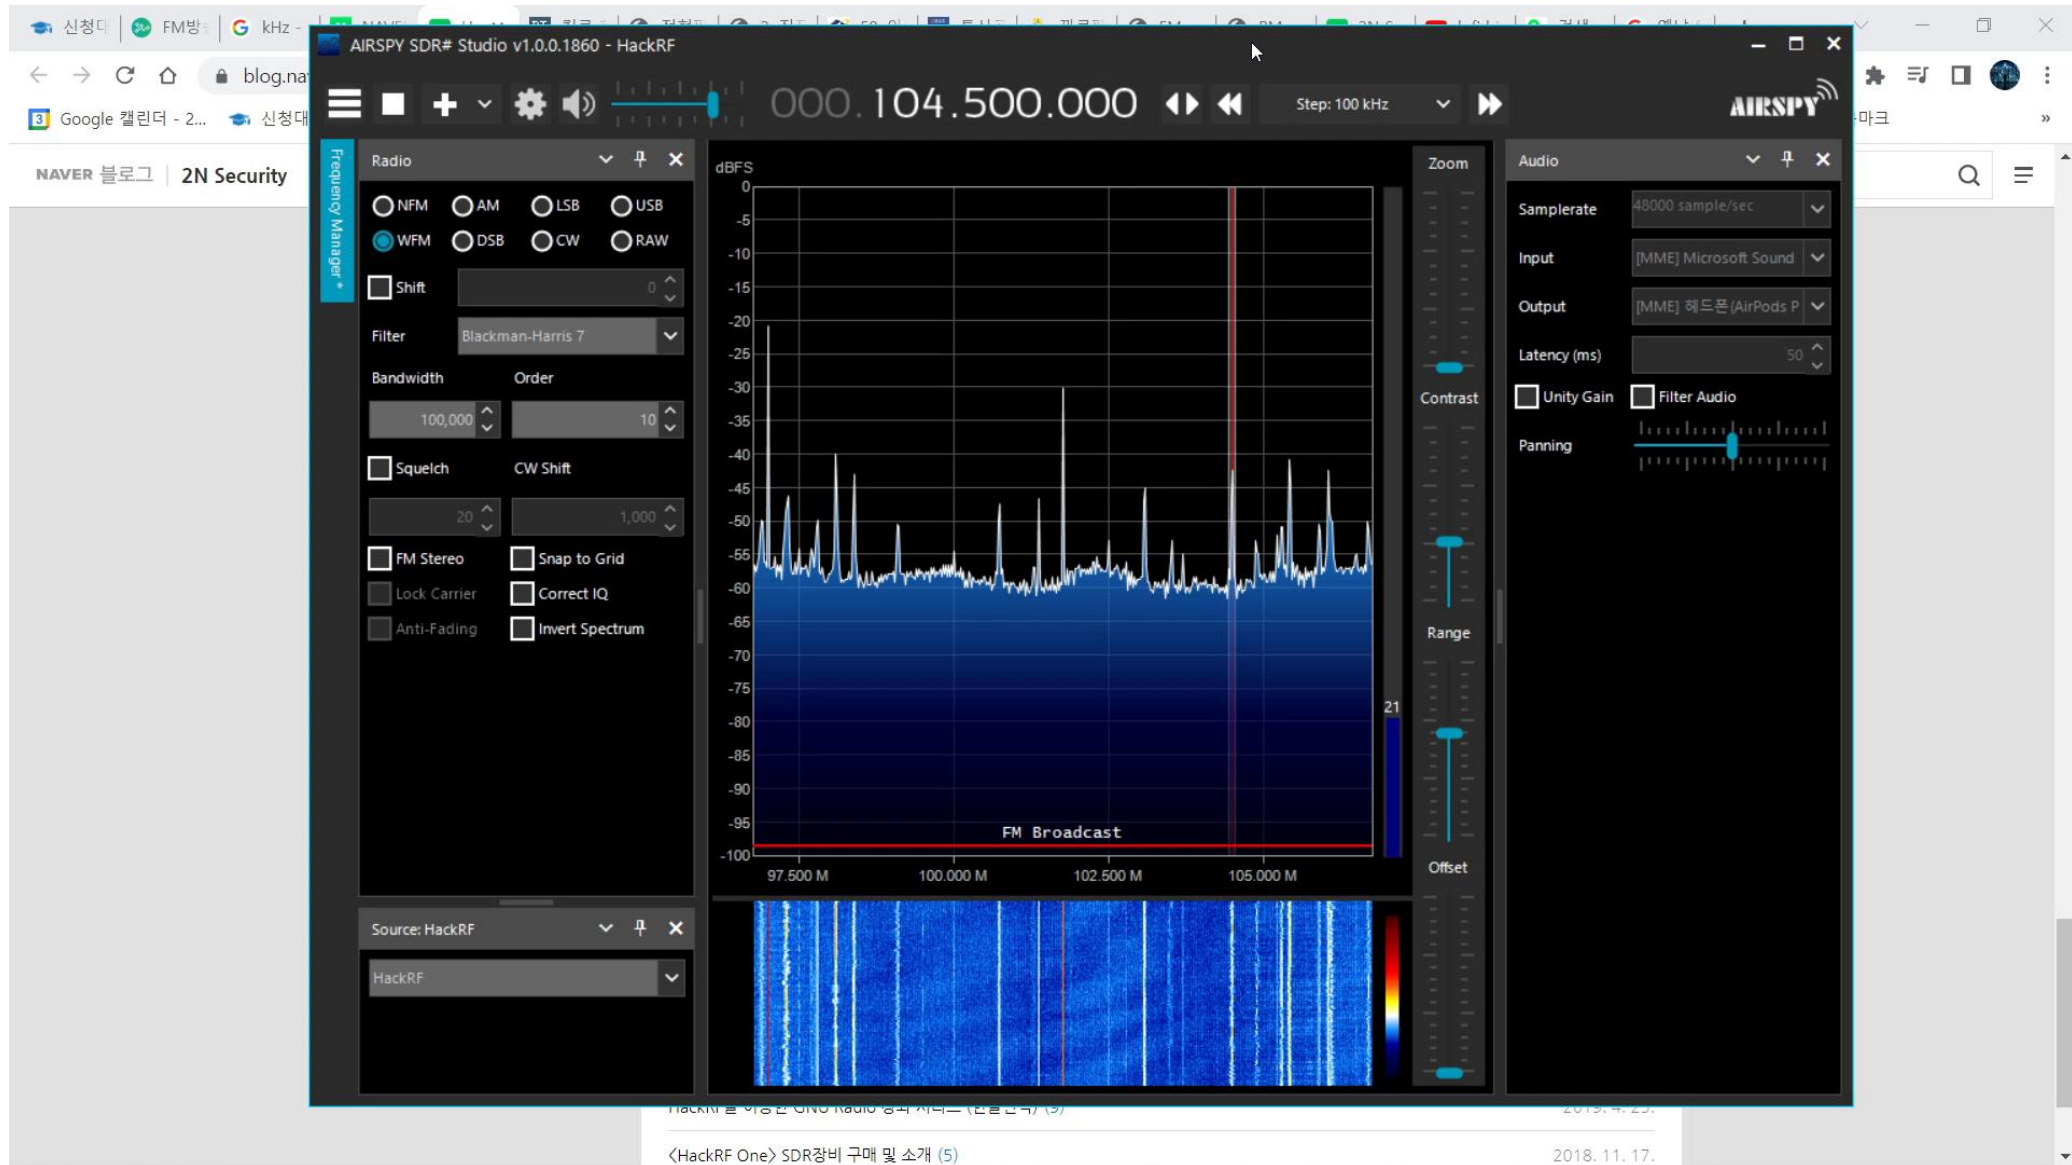 신청대
FM방송
kHz -
AIRSPY SDR# Studio v1.0.0.1860 - HackRF
blog.na
000.104.500.000
Step: 100 kHz
AIRSPY
Google 캘린더 - 2...
신청대
마크
»
NAVER 블로그 | 2N Security
Frequency Manager *
Radio
NFM AM LSB USB
WFM DSB CW RAW
Shift 0
Filter Blackman-Harris 7
Bandwidth Order
100,000 10
Squelch CW Shift
20 1,000
FM Stereo Snap to Grid
Lock Carrier Correct IQ
Anti-Fading Invert Spectrum
Source: HackRF
HackRF
dBFS
0
-5
-10
-15
-20
-25
-30
-35
-40
-45
-50
-55
-60
-65
-70
-75
-80
-85
-90
-95
-100
FM Broadcast
97.500 M 100.000 M 102.500 M 105.000 M
21
Zoom
Contrast
Range
Offset
Audio
Samplerate 48000 sample/sec
Input [MME] Microsoft Sound
Output [MME] 헤드폰(AirPods P
Latency (ms) 50
Unity Gain Filter Audio
Panning
<HackRF One> SDR장비 구매 및 소개 (5) 2018. 11. 17.